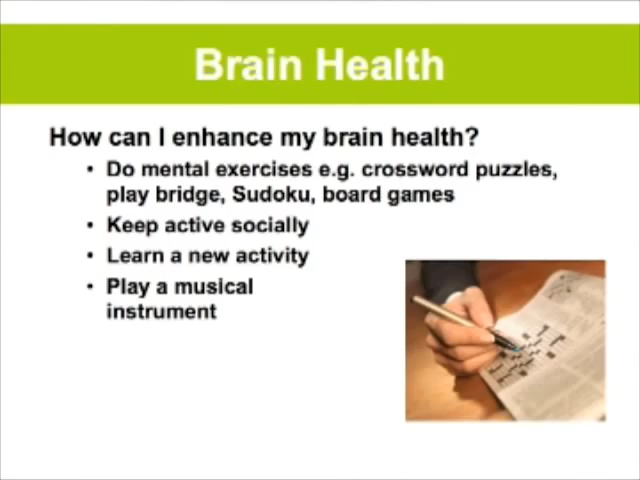 Brain Health
How can I enhance my brain health?
• Do mental exercises e.g. crossword puzzles,
play bridge, Sudoku, board games
• Keep active socially
• Learn a new activity
• Play a musical
instrument